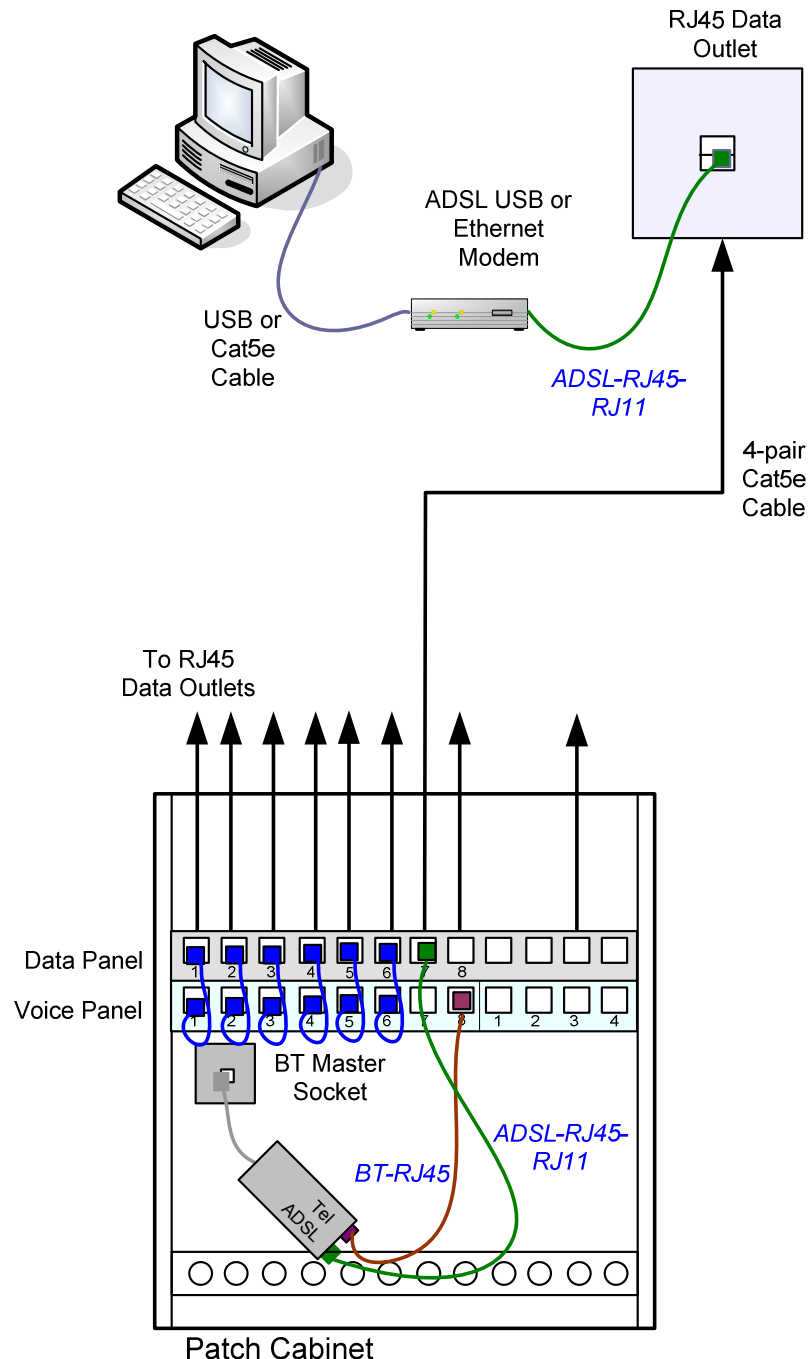 RJ45 Data
Outlet
ADSL USB or
Ethernet
Modem
USB or
Cat5e
Cable
ADSL-RJ45-
RJ11
4-pair
Cat5e
Cable
To RJ45
Data Outlets
Data Panel
1 2 3 4 5 6 7 8
Voice Panel
1 2 3 4 5 6 7 8 1 2 3 4
BT Master
Socket
ADSL-RJ45-
RJ11
BT-RJ45
Tel
ADSL
Patch Cabinet